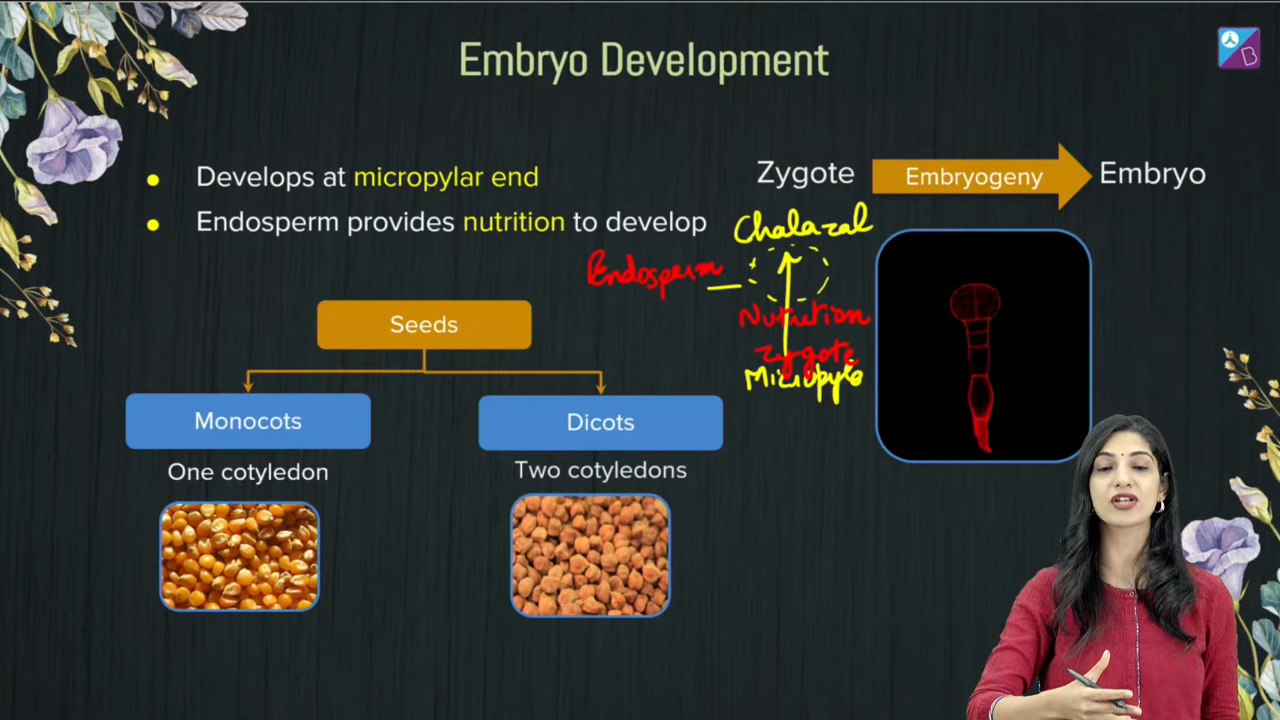 Embryo Development
B
Develops at micropylar end
Endosperm provides nutrition to develop
Zygote
Embryogeny
Embryo
Chalazal
Endosperm
Nutrition
Zygote
Micropyle
Seeds
Monocots
Dicots
One cotyledon
Two cotyledons